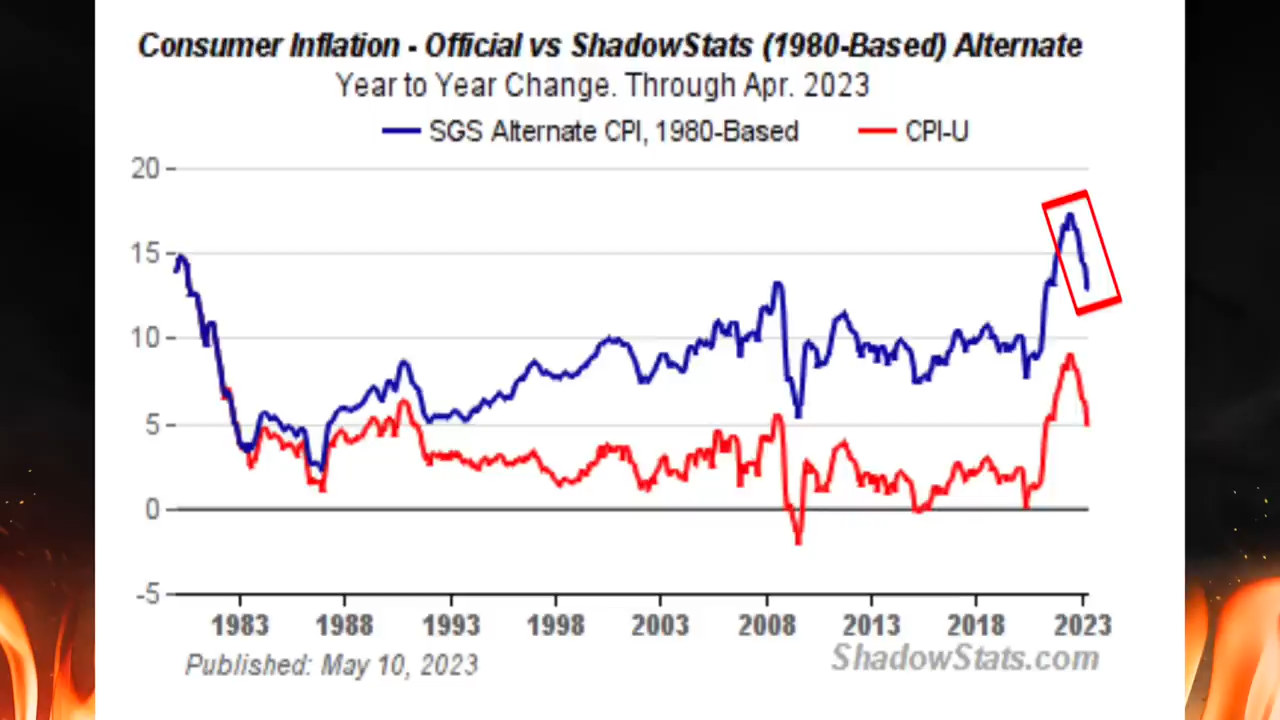 Consumer Inflation - Official vs ShadowStats (1980-Based) Alternate
Year to Year Change. Through Apr. 2023
SGS Alternate CPI, 1980-Based CPI-U
20
15
10
5
0
-5
1983 1988 1993 1998 2003 2008 2013 2018 2023
Published: May 10, 2023
ShadowStats.com